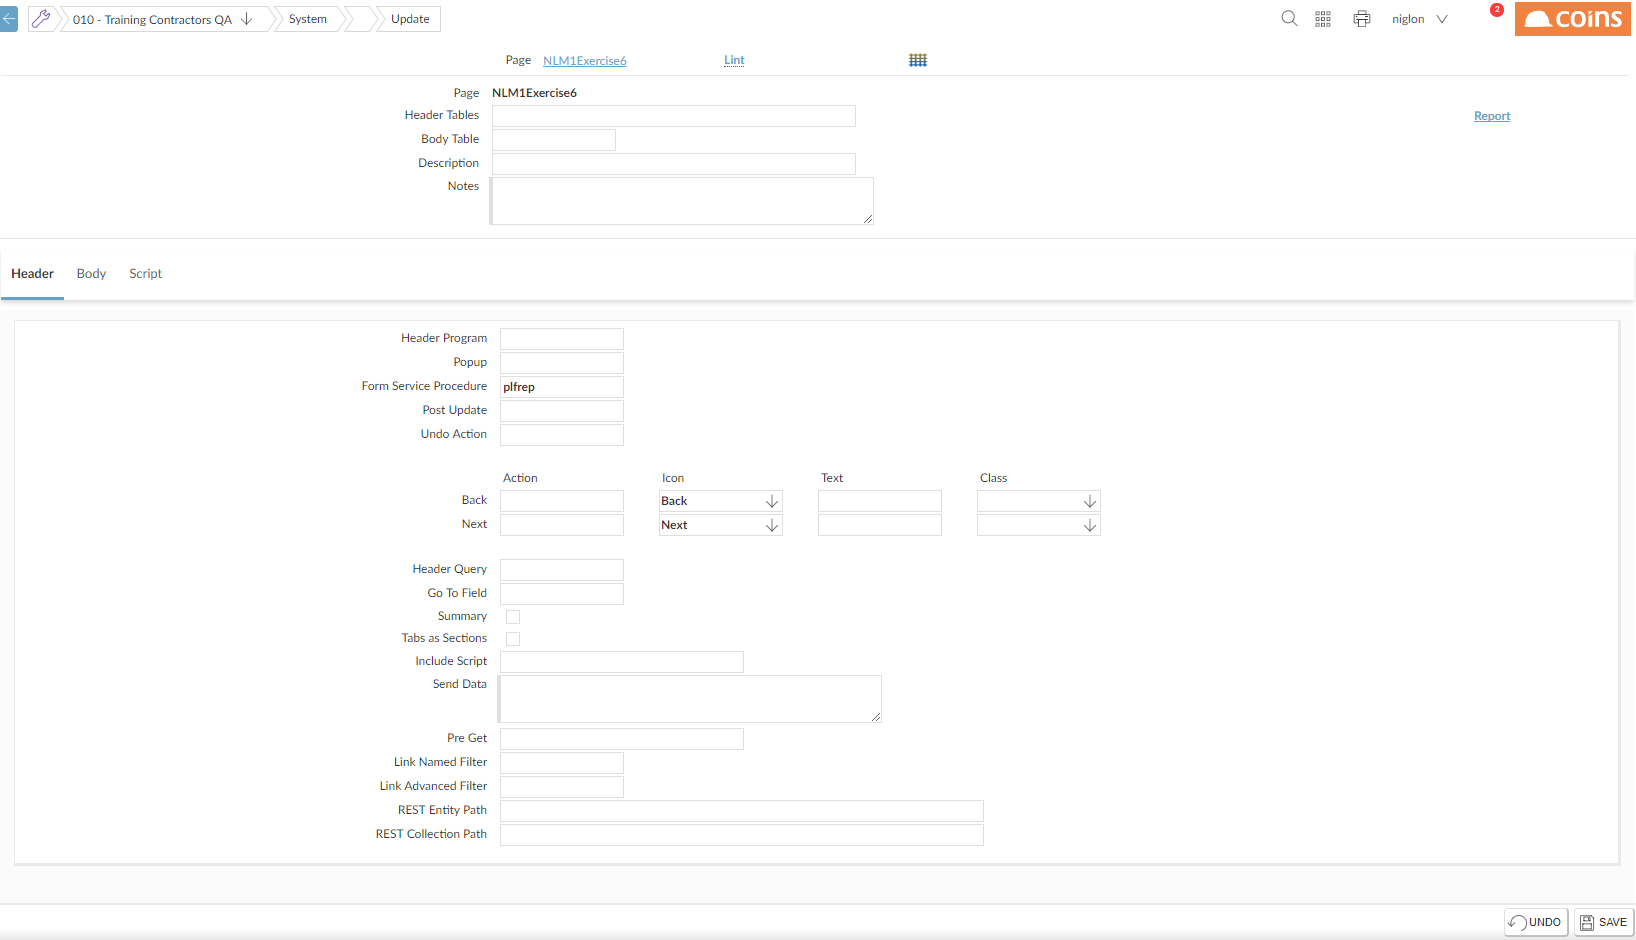 010 - Training Contractors QA System Update niglon 2 coins
Page NLM1Exercise6 Lint
Page NLM1Exercise6
Header Tables Report
Body Table
Description
Notes
Header Body Script
Header Program
Popup
Form Service Procedure plfrep
Post Update
Undo Action
Action Icon Text Class
Back Back
Next Next
Header Query
Go To Field
Summary
Tabs as Sections
Include Script
Send Data
Pre Get
Link Named Filter
Link Advanced Filter
REST Entity Path
REST Collection Path
UNDO SAVE